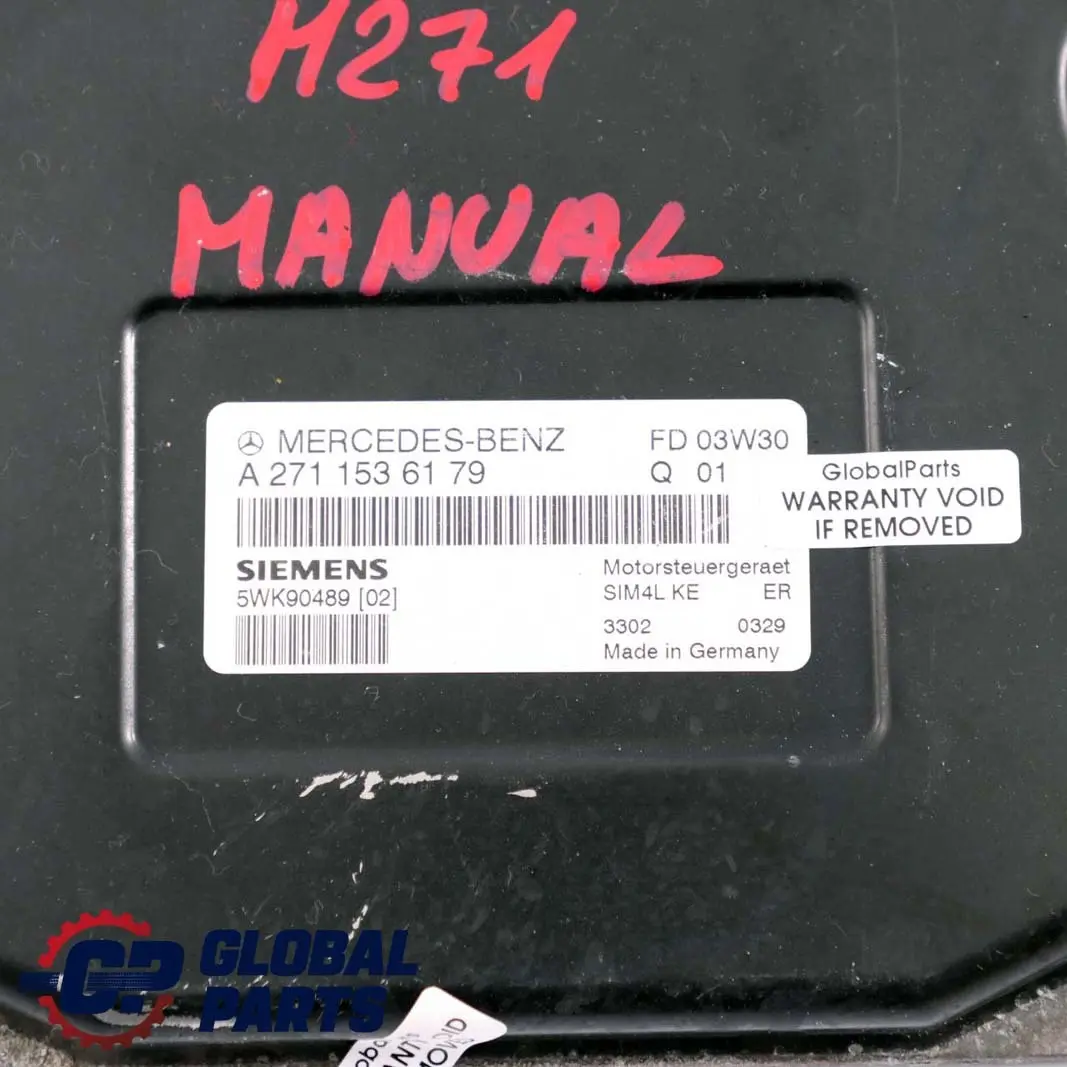 M271
MANUAL
MERCEDES-BENZ FD 03W30
A 271 153 61 79 Q 01
GlobalParts
WARRANTY VOID
IF REMOVED
SIEMENS Motorsteuergeraet
5WK90489 [02] SIM4L KE ER
3302 0329
Made in Germany
CP GLOBAL
PARTS